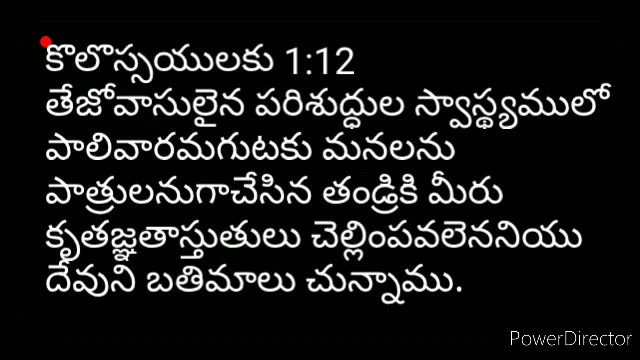 కొలొస్సయులకు 1:12
తేజోవాసులైన పరిశుద్ధుల స్వాస్థ్యములో
పాలివారమగుటకు మనలను
పాత్రులనుగాచేసిన తండ్రికి మీరు
కృతజ్ఞతాస్తుతులు చెల్లింపవలెననియు
దేవుని బతిమాలు చున్నాము.
PowerDirector